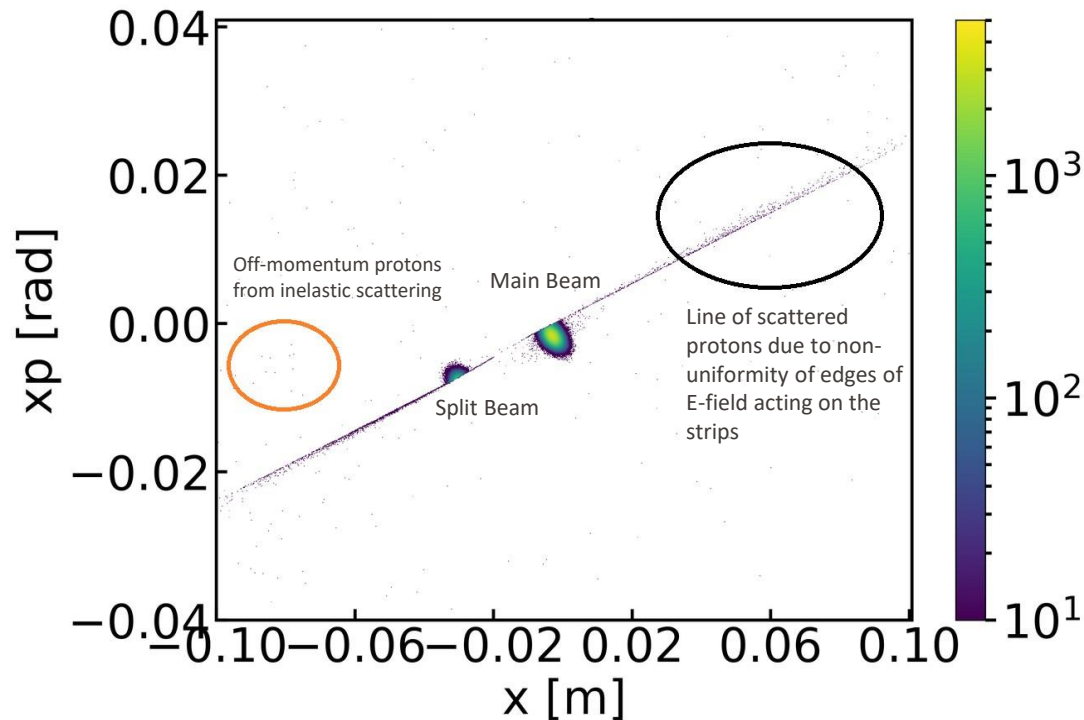 0.04
0.02
0.00
−0.02
−0.04
xp [rad]
Off-momentum protons
from inelastic scattering
Main Beam
Split Beam
Line of scattered
protons due to non-
uniformity of edges of
E-field acting on the
strips
−0.10
−0.06
−0.02
0.02
0.06
0.10
x [m]
10³
10²
10¹